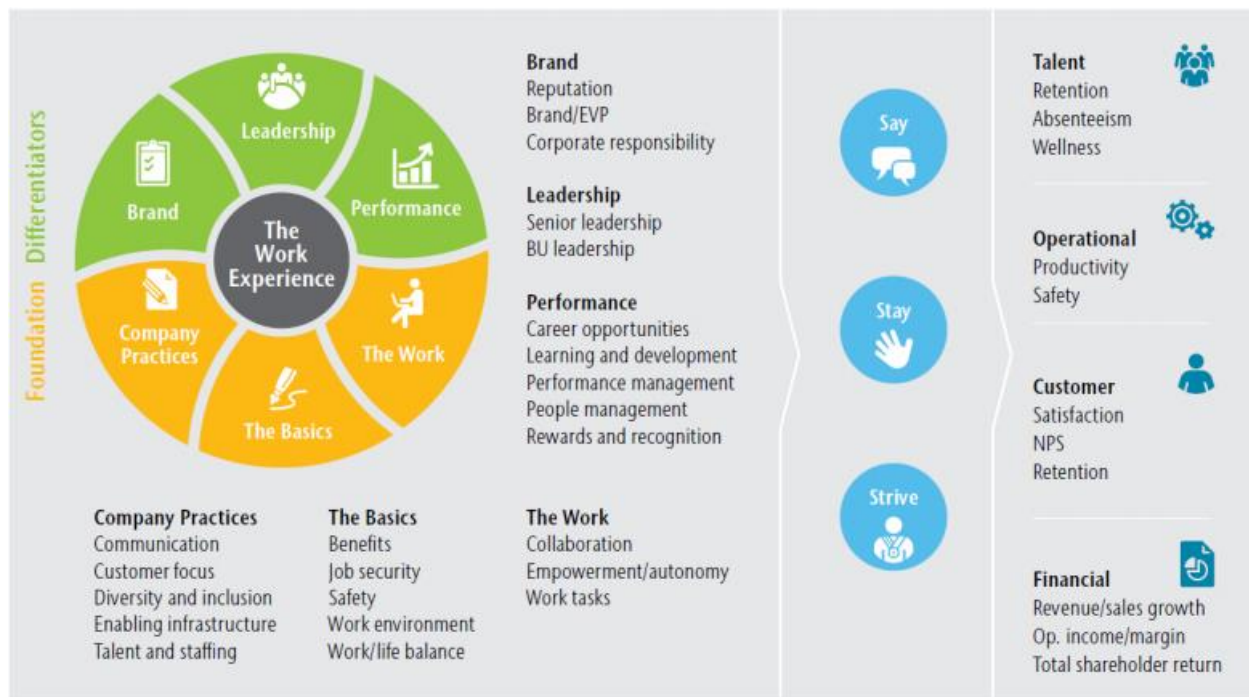 Differentiators
Foundation
Leadership
Brand
Performance
The
Work
Experience
Company
Practices
The Work
The Basics
Brand
Reputation
Brand/EVP
Corporate responsibility
Leadership
Senior leadership
BU leadership
Performance
Career opportunities
Learning and development
Performance management
People management
Rewards and recognition
Company Practices
Communication
Customer focus
Diversity and inclusion
Enabling infrastructure
Talent and staffing
The Basics
Benefits
Job security
Safety
Work environment
Work/life balance
The Work
Collaboration
Empowerment/autonomy
Work tasks
Say
Stay
Strive
Talent
Retention
Absenteeism
Wellness
Operational
Productivity
Safety
Customer
Satisfaction
NPS
Retention
Financial
Revenue/sales growth
Op. income/margin
Total shareholder return